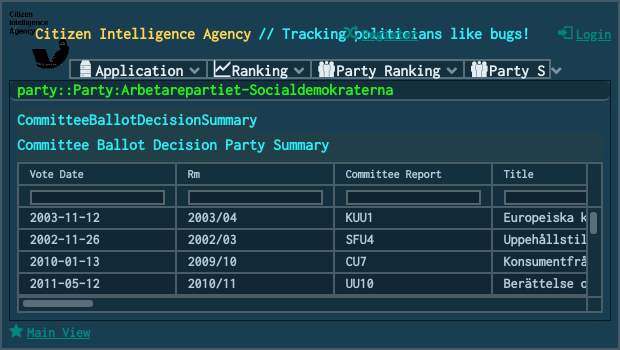 Citizen
Intelligence
Agency
Citizen Intelligence Agency // Tracking politicians like bugs!
Register
Login
Application
Ranking
Party Ranking
Party S
party::Party:Arbetarepartiet-Socialdemokraterna
CommitteeBallotDecisionSummary
Committee Ballot Decision Party Summary
Vote Date Rm Committee Report Title
2003-11-12 2003/04 KUU1 Europeiska k
2002-11-26 2002/03 SFU4 Uppehållstil
2010-01-13 2009/10 CU7 Konsumentfrå
2011-05-12 2010/11 UU10 Berättelse o
Main View